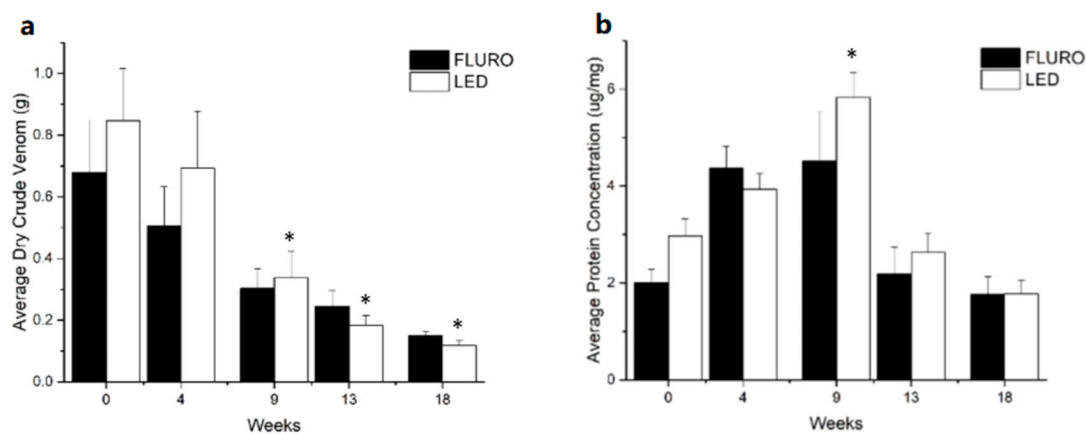 a
FLURO
LED
Average Dry Crude Venom (g)
1.0
0.8
0.6
0.4
0.2
0.0
*
*
*
0 4 9 13 18
Weeks
b
FLURO
LED
Average Protein Concentration (ug/mg)
6
4
2
0
*
0 4 9 13 18
Weeks